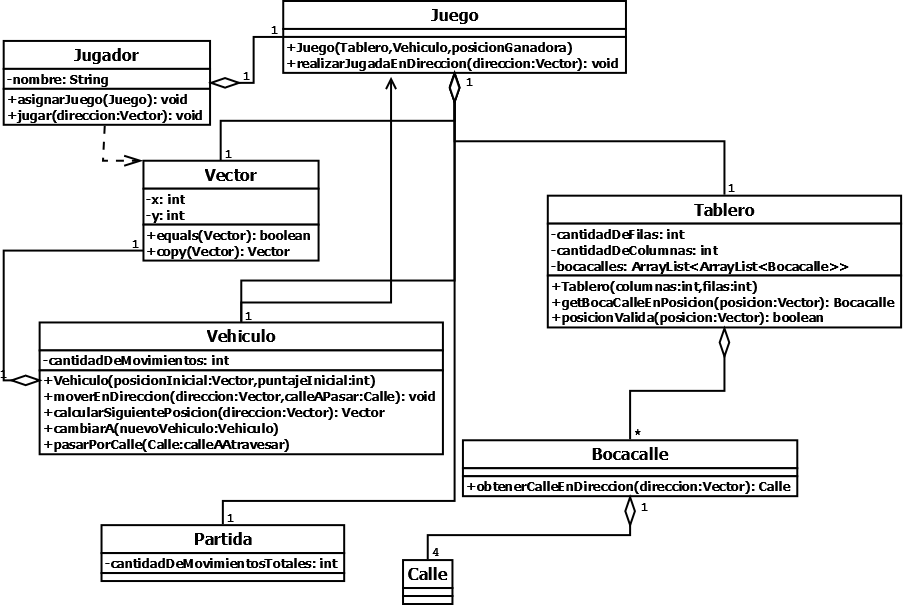 Juego
+Juego(Tablero,Vehiculo,posicionGanadora)
+realizarJugadaEnDireccion(direccion:Vector): void
1
1
1
Jugador
-nombre: String
+asignarJuego(Juego): void
+jugar(direccion:Vector): void
1
Vector
-x: int
-y: int
+equals(Vector): boolean
+copy(Vector): Vector
1
1
Tablero
-cantidadDeFilas: int
-cantidadDeColumnas: int
-bocacalles: ArrayList<ArrayList<Bocacalle>>
+Tablero(columnas:int,filas:int)
+getBocaCalleEnPosicion(posicion:Vector): Bocacalle
+posicionValida(posicion:Vector): boolean
1
Vehiculo
-cantidadDeMovimientos: int
+Vehiculo(posicionInicial:Vector,puntajeInicial:int)
+moverEnDireccion(direccion:Vector,calleAPasar:Calle): void
+calcularSiguientePosicion(direccion:Vector): Vector
+cambiarA(nuevoVehiculo:Vehiculo)
+pasarPorCalle(Calle:calleAAtravesar)
1
*
Bocacalle
+obtenerCalleEnDireccion(direccion:Vector): Calle
1
1
Partida
-cantidadDeMovimientosTotales: int
4
Calle